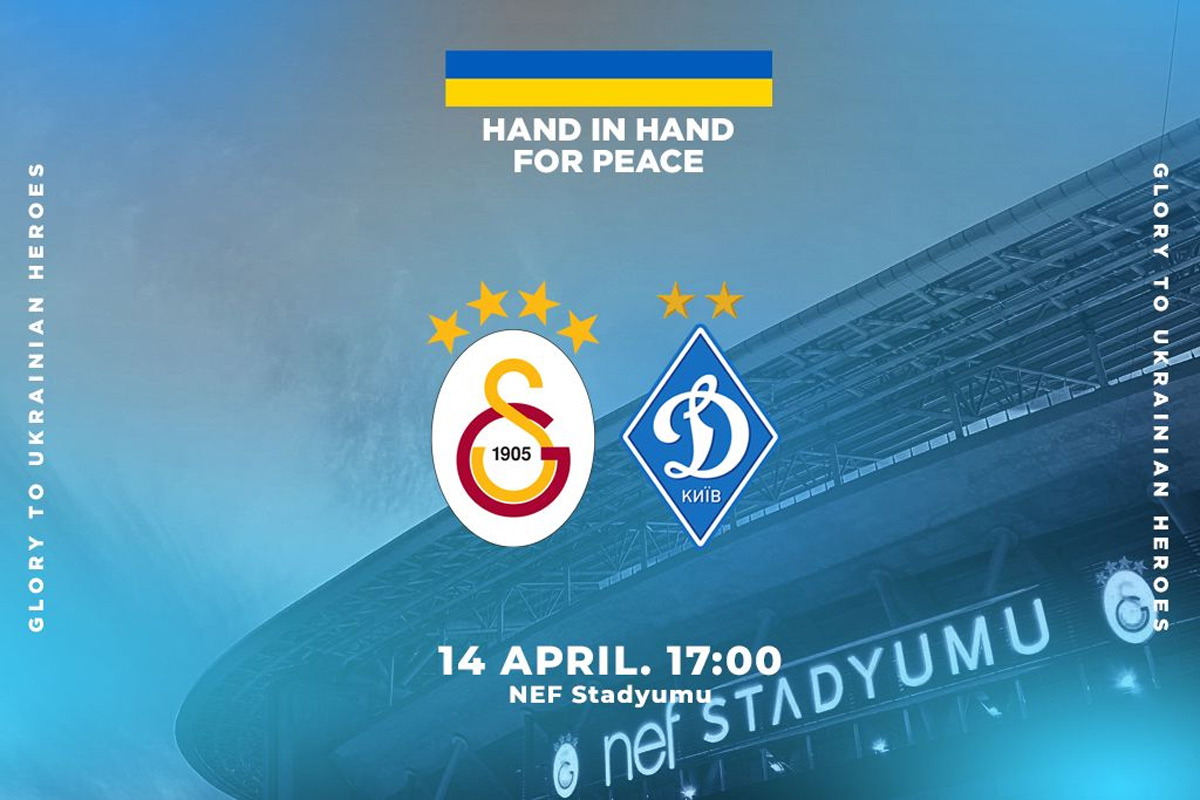 HAND IN HAND
FOR PEACE
GLORY TO UKRAINIAN HEROES
GLORY TO UKRAINIAN HEROES
1905
КИЇВ
14 APRIL. 17:00
NEF Stadyumu
nef STADYUMU